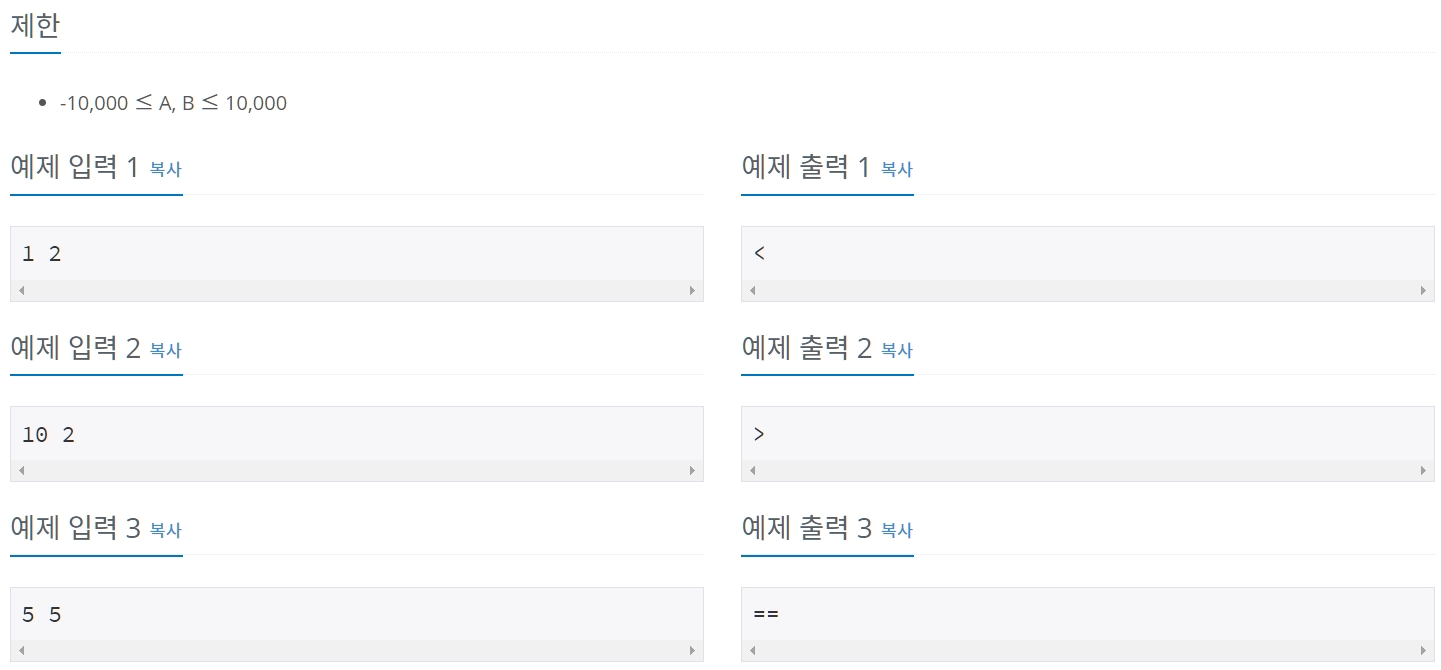 제한
-10,000 ≤ A, B ≤ 10,000
예제 입력 1 복사
예제 출력 1 복사
1 2
<
예제 입력 2 복사
예제 출력 2 복사
10 2
>
예제 입력 3 복사
예제 출력 3 복사
5 5
==